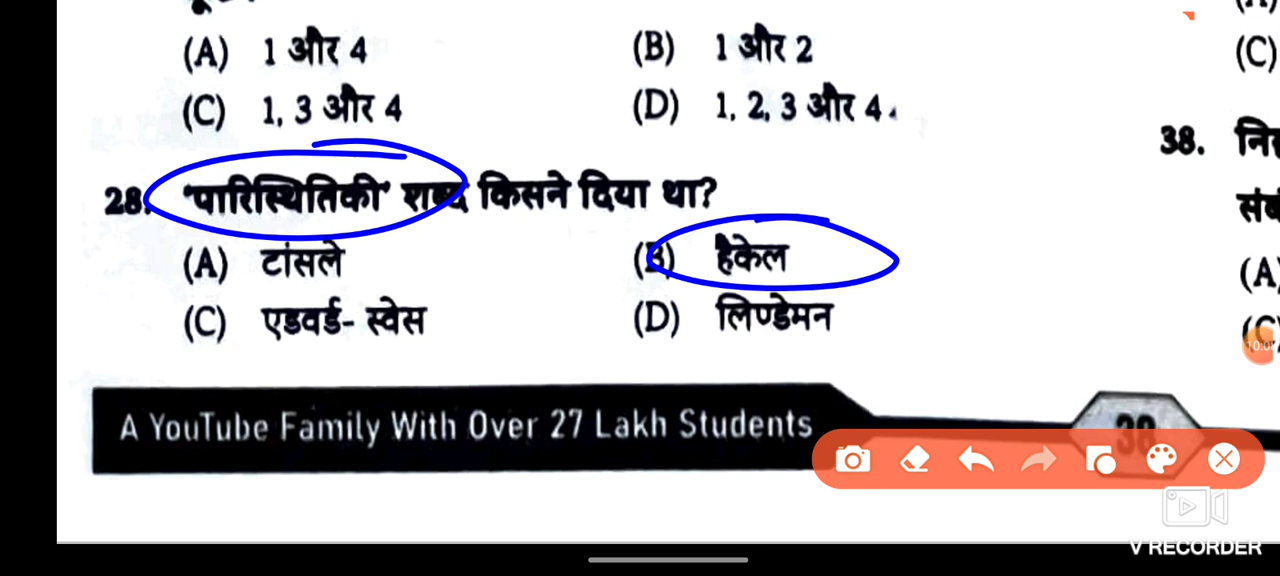 (A) 1 और 4 (B) 1 और 2
(C) 1, 3 और 4 (D) 1, 2, 3 और 4.
28. 'पारिस्थितिकी' शब्द किसने दिया था?
(A) टांसले (B) हैकेल
(C) एडवर्ड- स्वेस (D) लिण्डेमन
A YouTube Family With Over 27 Lakh Students
(C)
38.
(A)
(C)
V RECORDER